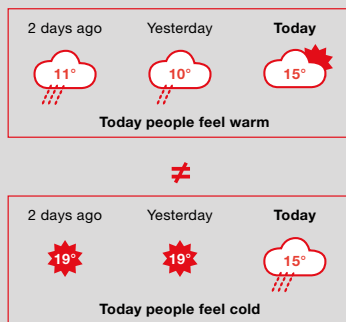 2 days ago Yesterday Today
11° 10° 15°
Today people feel warm
≠
2 days ago Yesterday Today
19° 19° 15°
Today people feel cold